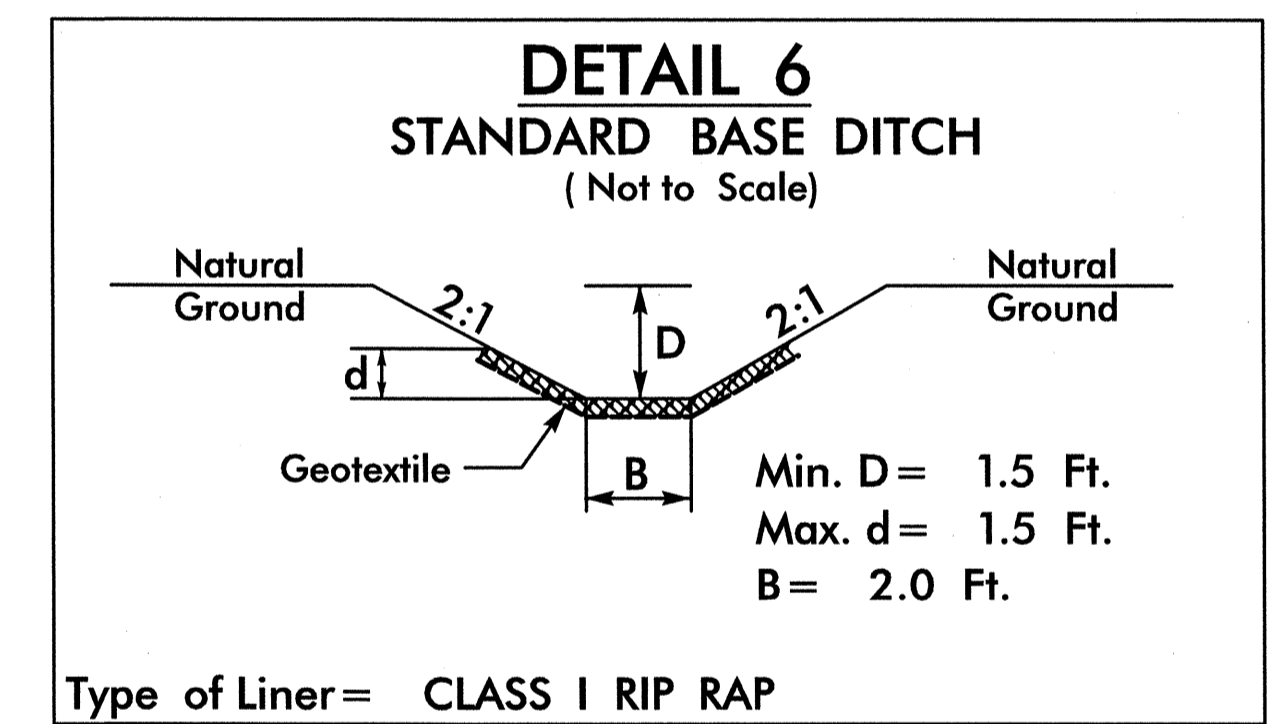 DETAIL 6
STANDARD BASE DITCH
( Not to Scale)
Natural
Ground
2:1
D
2:1
Natural
Ground
d
Geotextile
B
Min. D = 1.5 Ft.
Max. d = 1.5 Ft.
B = 2.0 Ft.
Type of Liner = CLASS I RIP RAP